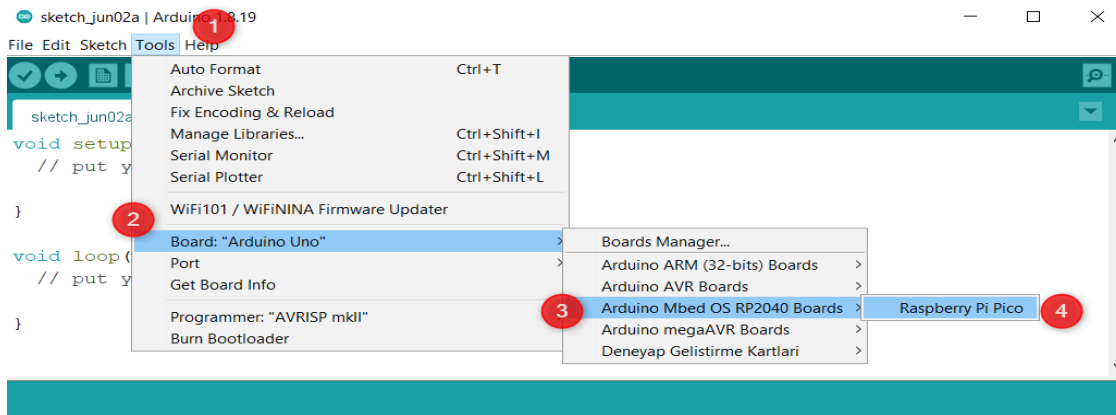 sketch_jun02a | Arduino 1.8.19
1
File Edit Sketch Tools Help
Auto Format Ctrl+T
Archive Sketch
sketch_jun02a Fix Encoding & Reload
void setup Manage Libraries... Ctrl+Shift+I
Serial Monitor Ctrl+Shift+M
// put y Serial Plotter Ctrl+Shift+L
} WiFi101 / WiFiNINA Firmware Updater
2
Board: "Arduino Uno" > Boards Manager...
void loop( Port > Arduino ARM (32-bits) Boards >
// put y Get Board Info Arduino AVR Boards >
3 Arduino Mbed OS RP2040 Boards > Raspberry Pi Pico 4
} Programmer: "AVRISP mkII" Arduino megaAVR Boards >
Burn Bootloader Deneyap Gelistirme Kartlari >